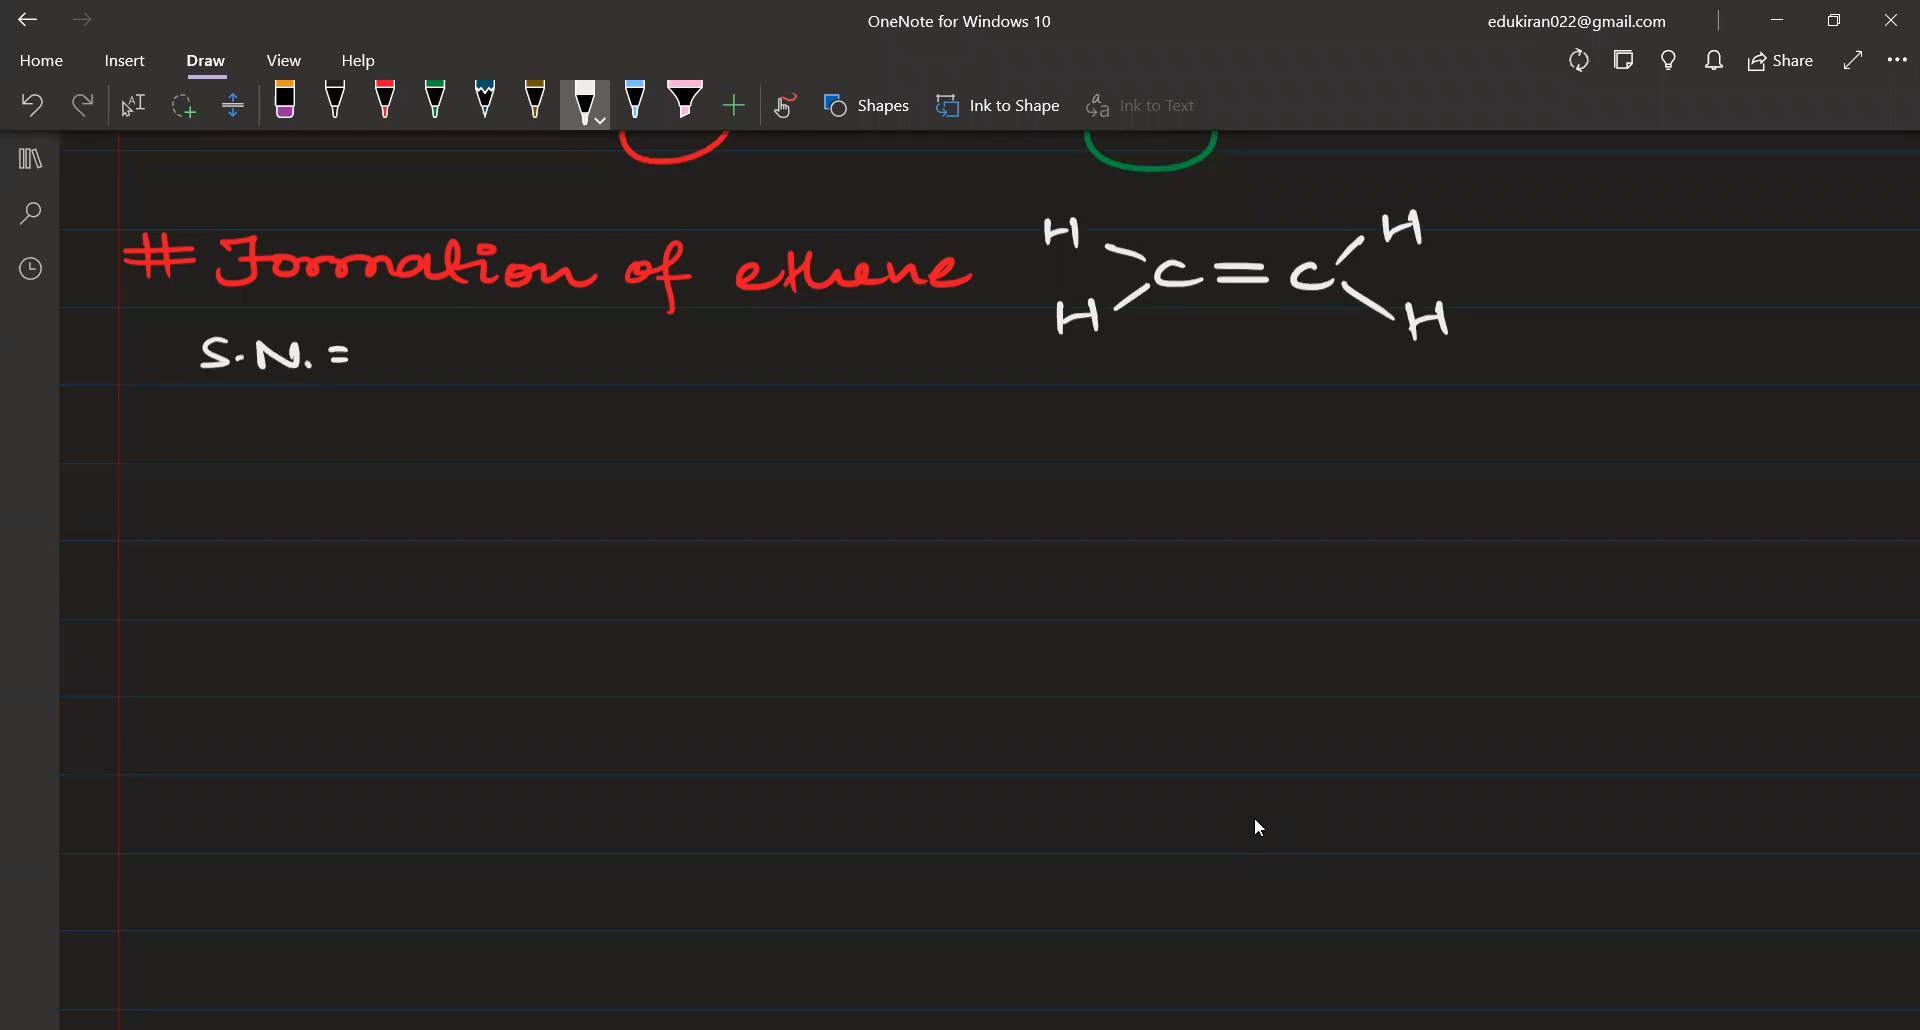 OneNote for Windows 10
edukiran022@gmail.com
Home Insert Draw View Help
Share
Shapes Ink to Shape Ink to Text
# Formation of ethene
H H
C = C
H H
S.N. =